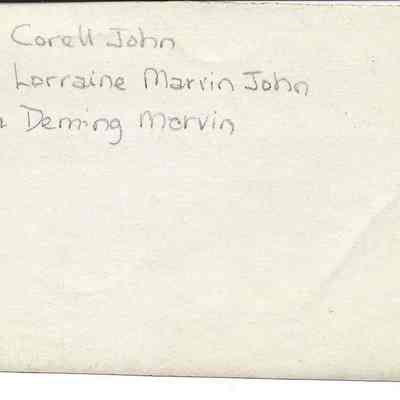 Corell John
Lorraine Marvin John
Deming Marvin